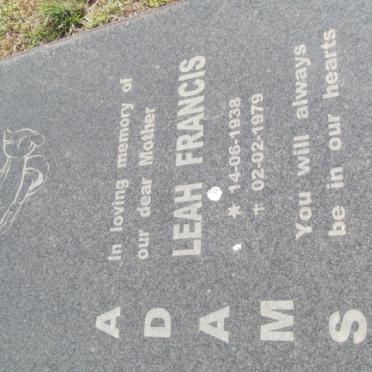 ADAMS
In loving memory of
our dear Mother
LEAH FRANCIS
* 14-06-1938
† 02-02-1979
You will always
be in our hearts